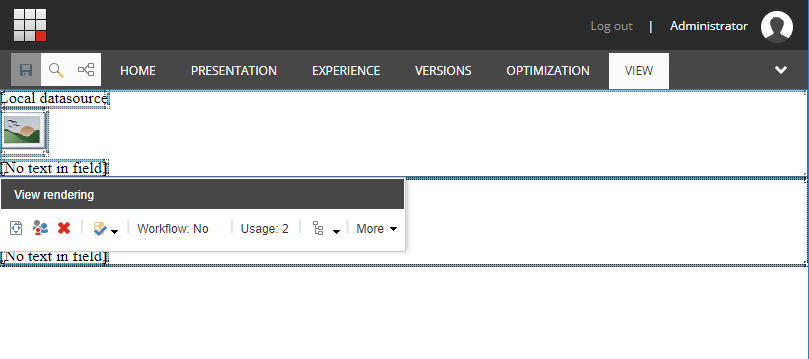 Log out | Administrator
HOME PRESENTATION EXPERIENCE VERSIONS OPTIMIZATION VIEW
Local datasource
[No text in field]
View rendering
Workflow: No Usage: 2 More
[No text in field]